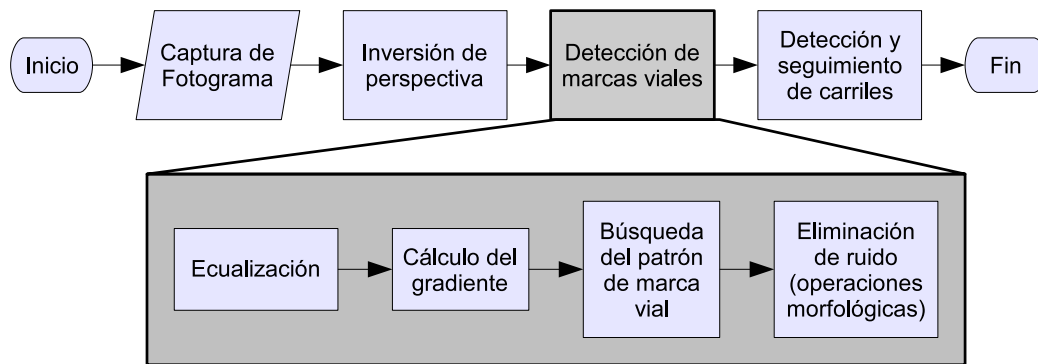 Inicio
Captura de
Fotograma
Inversión de
perspectiva
Detección de
marcas viales
Detección y
seguimiento
de carriles
Fin
Ecualización
Cálculo del
gradiente
Búsqueda
del patrón
de marca
vial
Eliminación
de ruido
(operaciones
morfológicas)